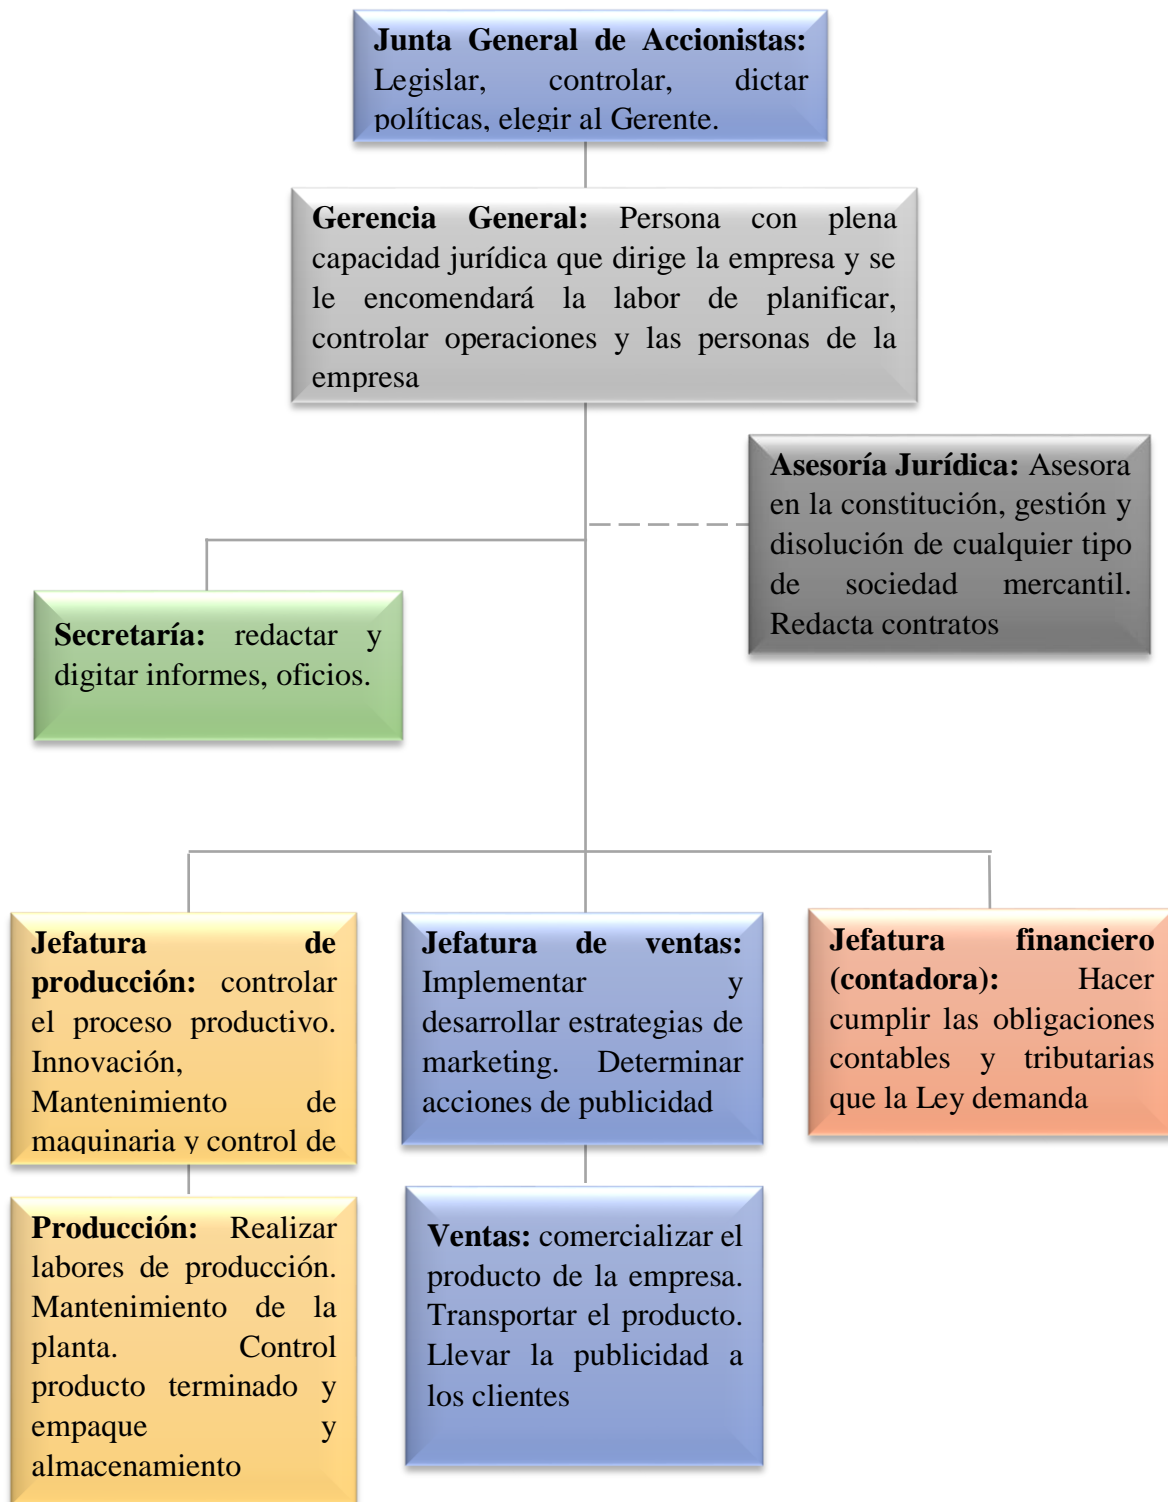 Junta General de Accionistas:
Legislar, controlar, dictar
políticas, elegir al Gerente.
Gerencia General: Persona con plena
capacidad jurídica que dirige la empresa y se
le encomendará la labor de planificar,
controlar operaciones y las personas de la
empresa
Asesoría Jurídica: Asesora
en la constitución, gestión y
disolución de cualquier tipo
de sociedad mercantil.
Redacta contratos
Secretaría: redactar y
digitar informes, oficios.
Jefatura de
producción: controlar
el proceso productivo.
Innovación,
Mantenimiento de
maquinaria y control de
Jefatura de ventas:
Implementar y
desarrollar estrategias de
marketing. Determinar
acciones de publicidad
Jefatura financiero
(contadora): Hacer
cumplir las obligaciones
contables y tributarias
que la Ley demanda
Producción: Realizar
labores de producción.
Mantenimiento de la
planta. Control
producto terminado y
empaque y
almacenamiento
Ventas: comercializar el
producto de la empresa.
Transportar el producto.
Llevar la publicidad a
los clientes